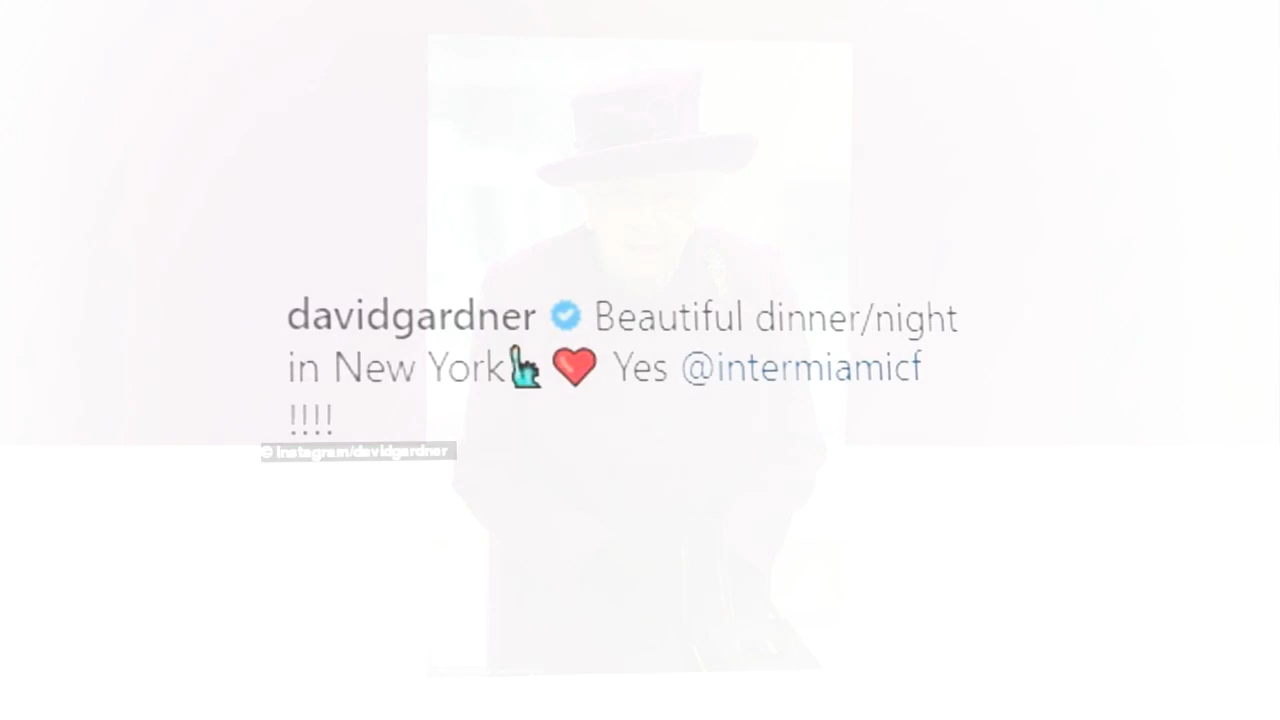 davidgardner Beautiful dinner/night
in New York Yes @intermiamicf
!!!!
© Instagram/davidgardner